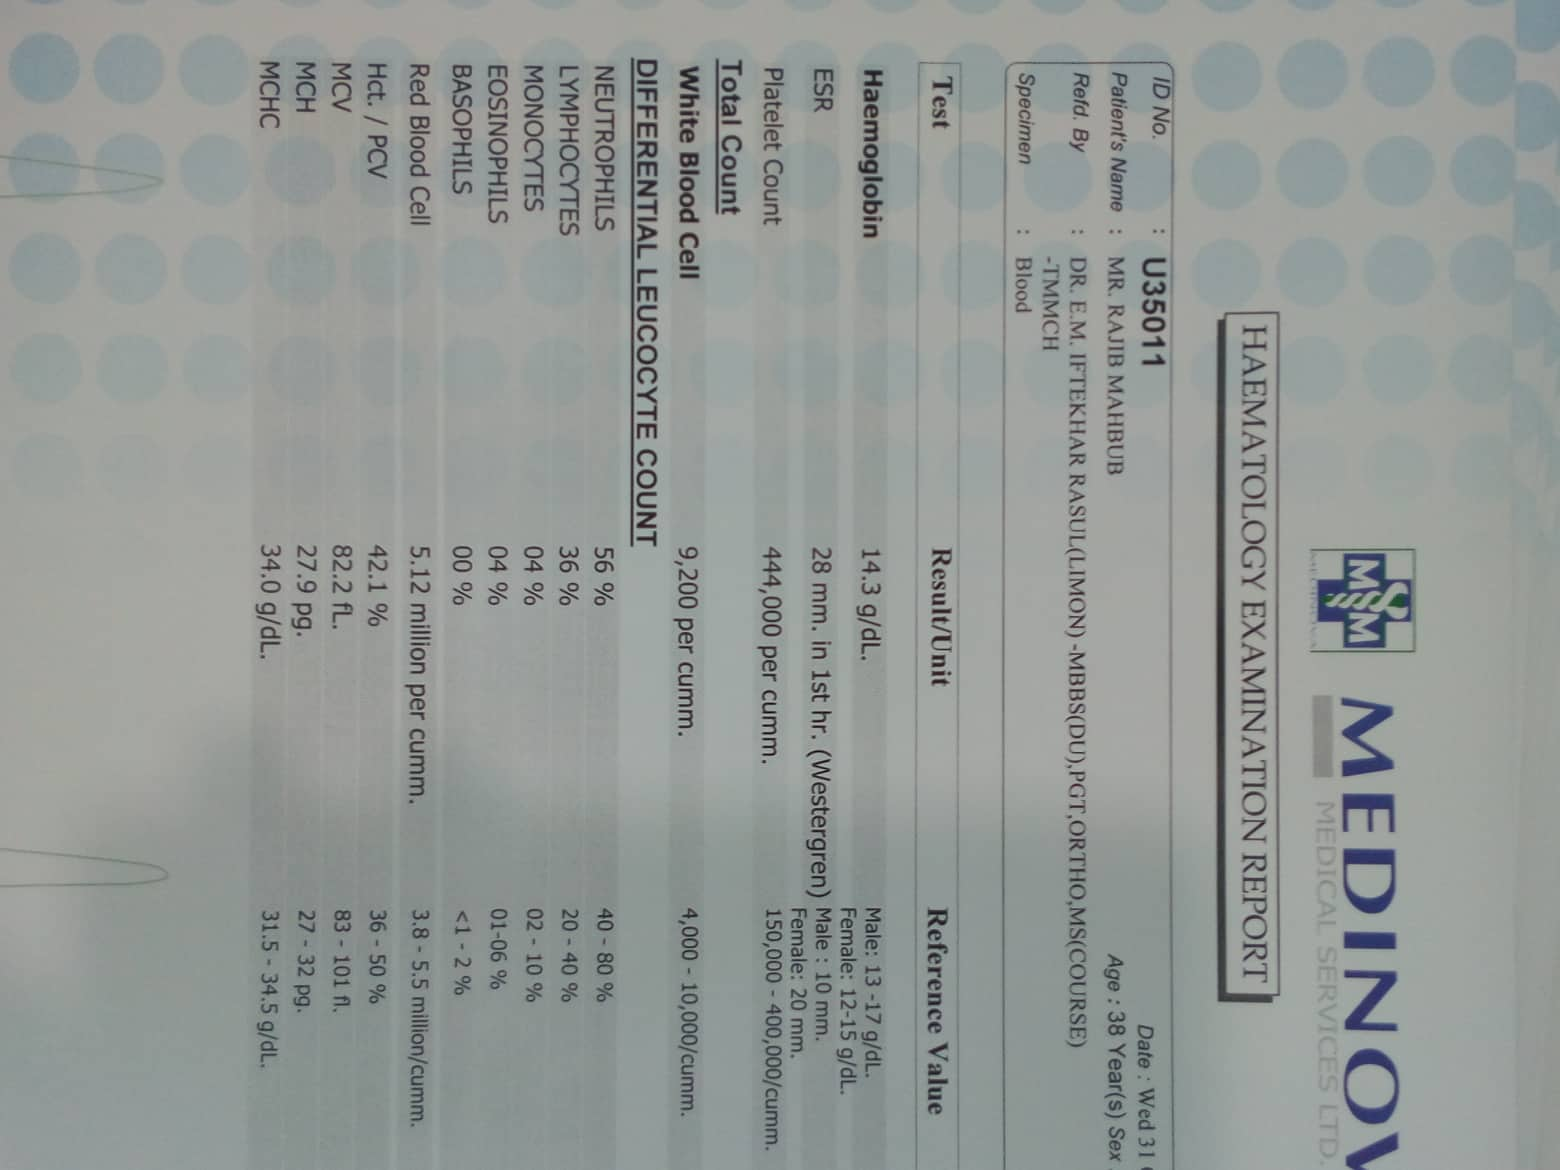 MSM
MEDINOV
MEDICAL SERVICES LTD.
HAEMATOLOGY EXAMINATION REPORT
ID No. : U35011 Date : Wed 31
Patient's Name : MR. RAJIB MAHBUB Age : 38 Year(s) Sex
Refd. By : DR. E.M. IFTEKHAR RASUL(LIMON) -MBBS(DU),PGT,ORTHO,MS(COURSE)
-TMMCH
Specimen : Blood
Test Result/Unit Reference Value
Haemoglobin 14.3 g/dL. Male: 13 -17 g/dL.
Female: 12-15 g/dL.
ESR 28 mm. in 1st hr. (Westergren) Male : 10 mm.
Female: 20 mm.
Platelet Count 444,000 per cumm. 150,000 - 400,000/cumm.
Total Count
White Blood Cell 9,200 per cumm. 4,000 - 10,000/cumm.
DIFFERENTIAL LEUCOCYTE COUNT
NEUTROPHILS 56 % 40 - 80 %
LYMPHOCYTES 36 % 20 - 40 %
MONOCYTES 04 % 02 - 10 %
EOSINOPHILS 04 % 01-06 %
BASOPHILS 00 % <1 - 2 %
Red Blood Cell 5.12 million per cumm. 3.8 - 5.5 million/cumm.
Hct. / PCV 42.1 % 36 - 50 %
MCV 82.2 fL. 83 - 101 fl.
MCH 27.9 pg. 27 - 32 pg.
MCHC 34.0 g/dL. 31.5 - 34.5 g/dL.